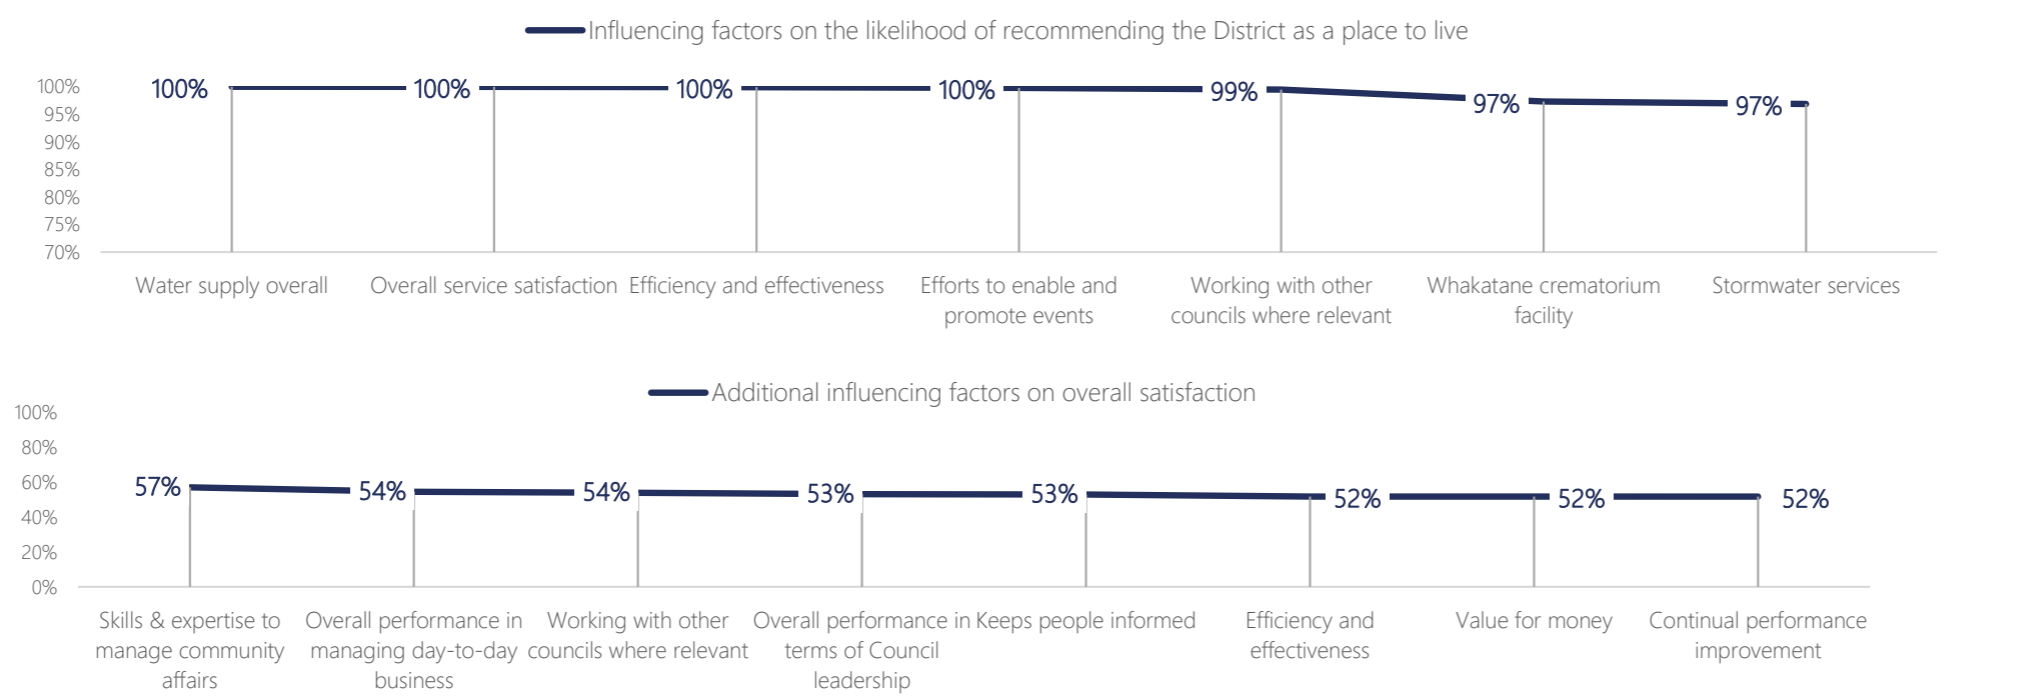 Influencing factors on the likelihood of recommending the District as a place to live
100%
95%
90%
85%
80%
75%
70%
100% 100% 100% 100% 99% 97% 97%
Water supply overall Overall service satisfaction Efficiency and effectiveness Efforts to enable and Working with other Whakatane crematorium Stormwater services
promote events councils where relevant facility
Additional influencing factors on overall satisfaction
100%
80%
60%
40%
20%
0%
57% 54% 54% 53% 53% 52% 52% 52%
Skills & expertise to Overall performance in Working with other Overall performance in Keeps people informed Efficiency and Value for money Continual performance
manage community managing day-to-day councils where relevant terms of Council effectiveness improvement
affairs business leadership